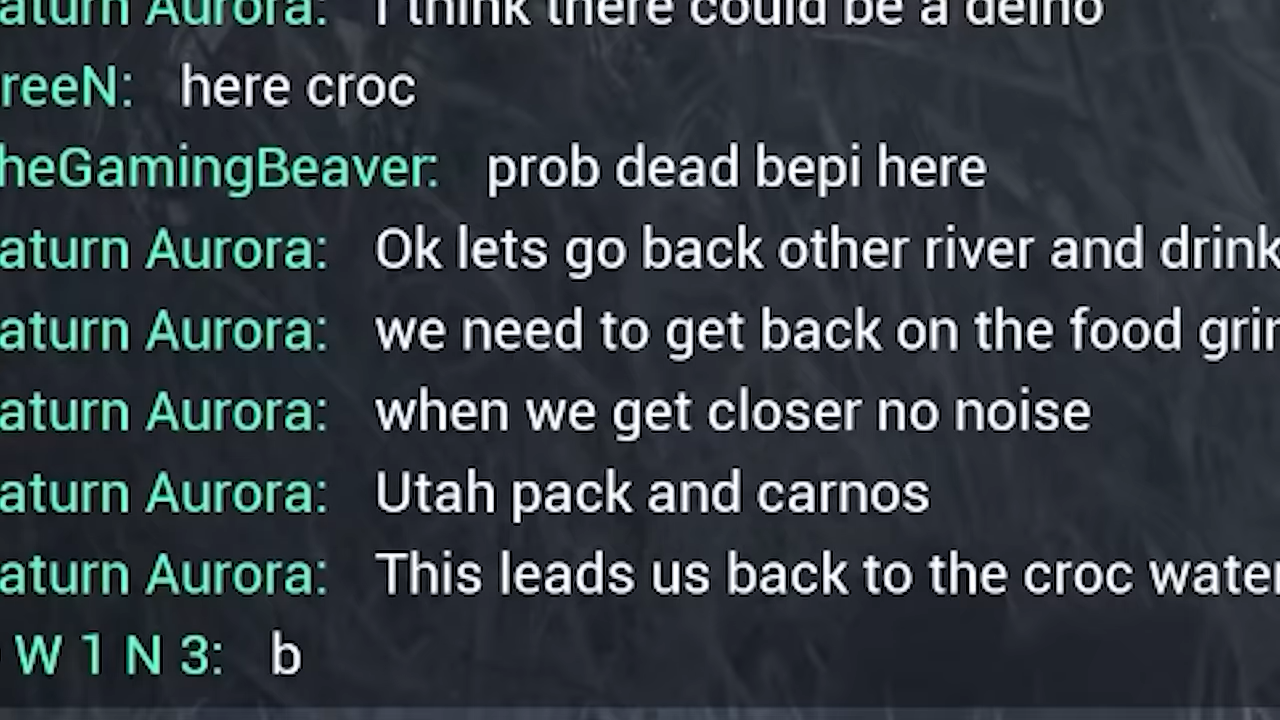 aturn Aurora: I think there could be a deino
reeN: here croc
heGamingBeaver: prob dead bepi here
aturn Aurora: Ok lets go back other river and drink
aturn Aurora: we need to get back on the food grin
aturn Aurora: when we get closer no noise
aturn Aurora: Utah pack and carnos
aturn Aurora: This leads us back to the croc water
W 1 N 3: b